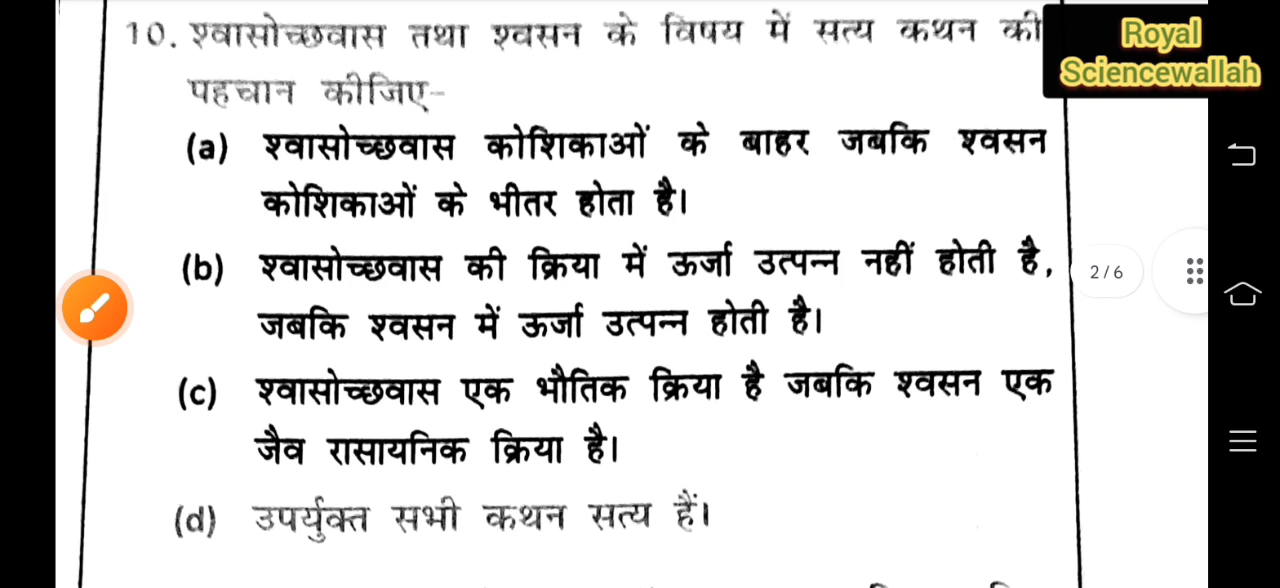 10. श्वासोच्छवास तथा श्वसन के विषय में सत्य कथन की
पहचान कीजिए-
(a) श्वासोच्छवास कोशिकाओं के बाहर जबकि श्वसन
कोशिकाओं के भीतर होता है।
(b) श्वासोच्छवास की क्रिया में ऊर्जा उत्पन्न नहीं होती है,
जबकि श्वसन में ऊर्जा उत्पन्न होती है।
(c) श्वासोच्छवास एक भौतिक क्रिया है जबकि श्वसन एक
जैव रासायनिक क्रिया है।
(d) उपर्युक्त सभी कथन सत्य हैं।
Royal
Sciencewallah
2/6